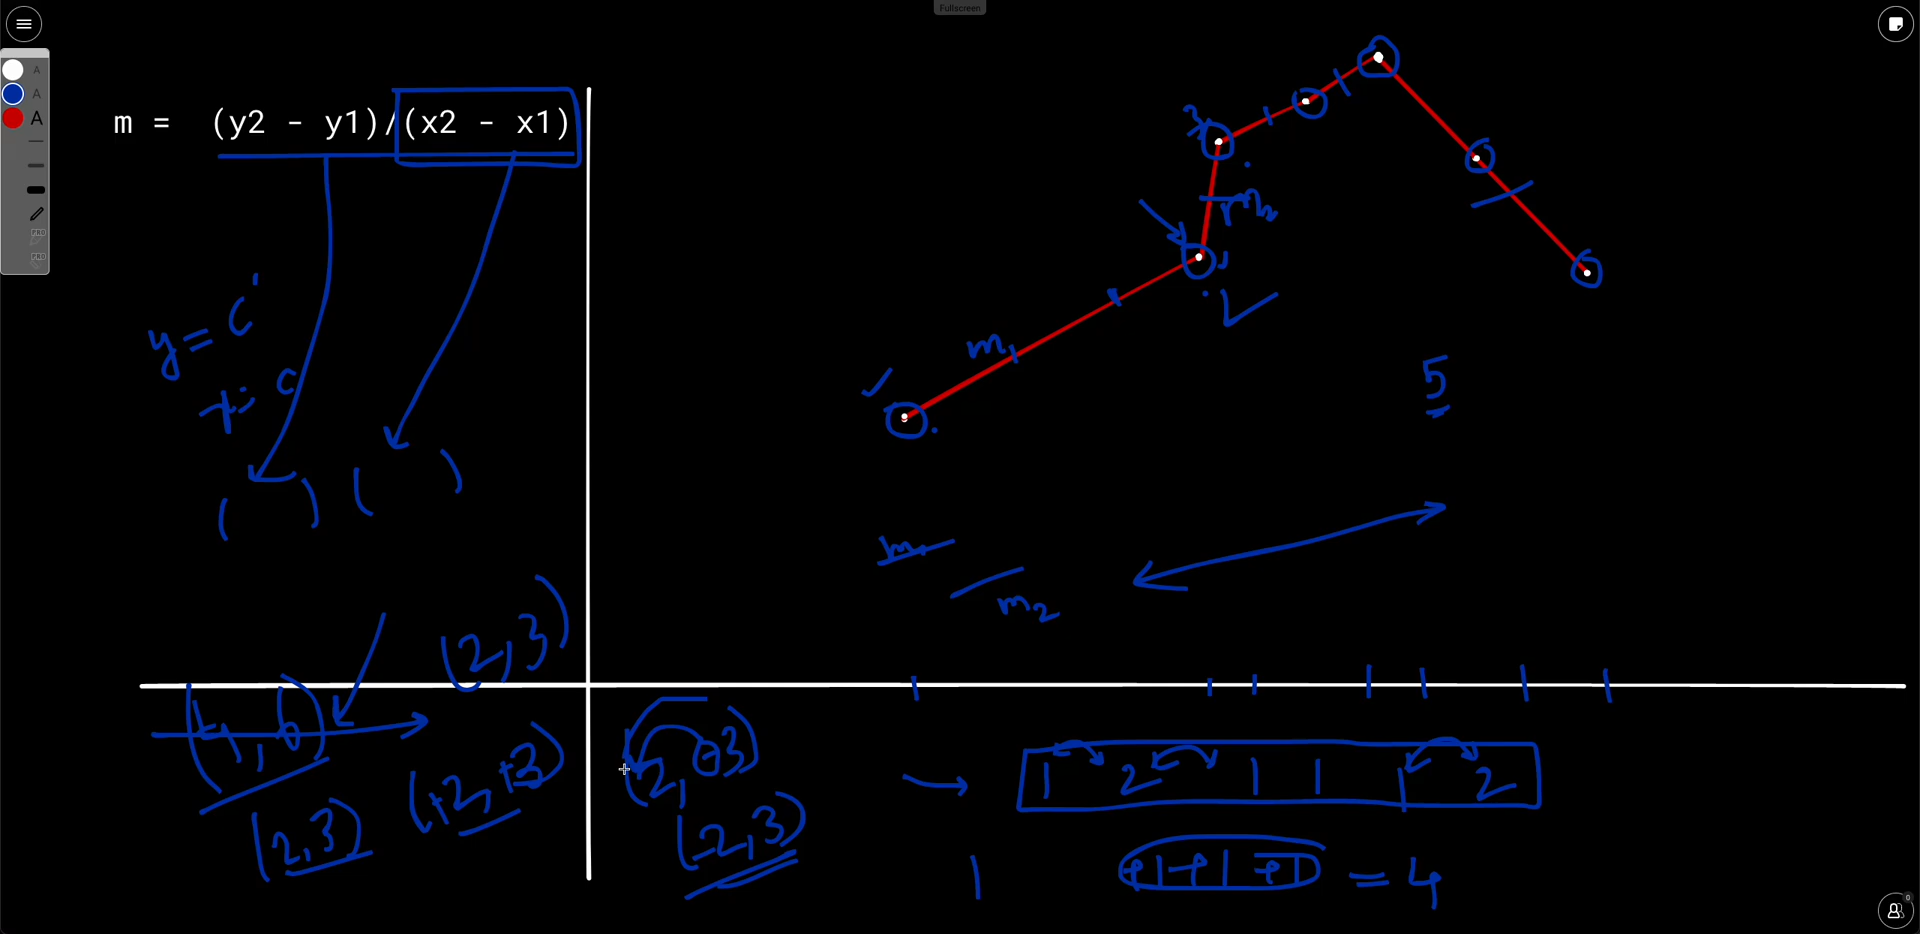 Fullscreen
A
A
A
m = (y2 - y1)/(x2 - x1)
y = c'
x = c
( ) ( )
m1
m2
5
m
m2
(2,3)
(2,3)
(+2,+3)
(2,-3)
(-2,3)
1 2 1 1 1 2
1
= 4
0